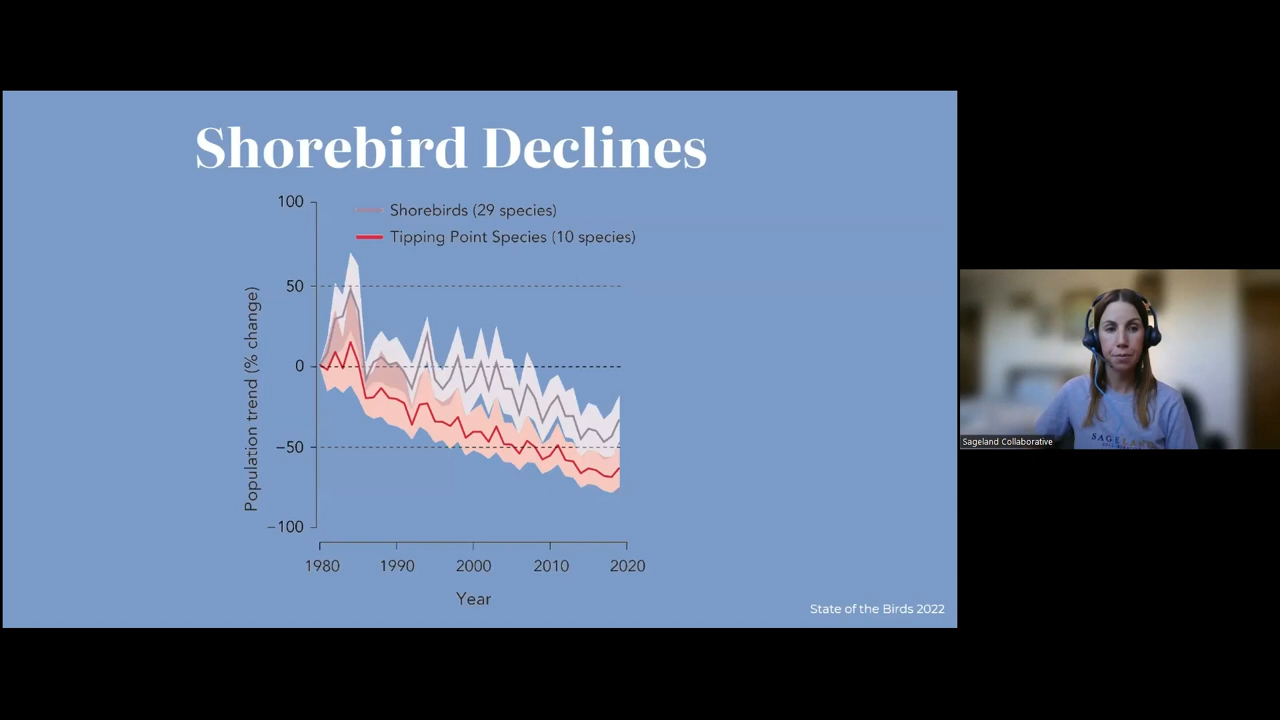 Shorebird Declines
100
Shorebirds (29 species)
Tipping Point Species (10 species)
50
0
−50
−100
Population trend (% change)
1980 1990 2000 2010 2020
Year
State of the Birds 2022
Sageland Collaborative
SAGELAND